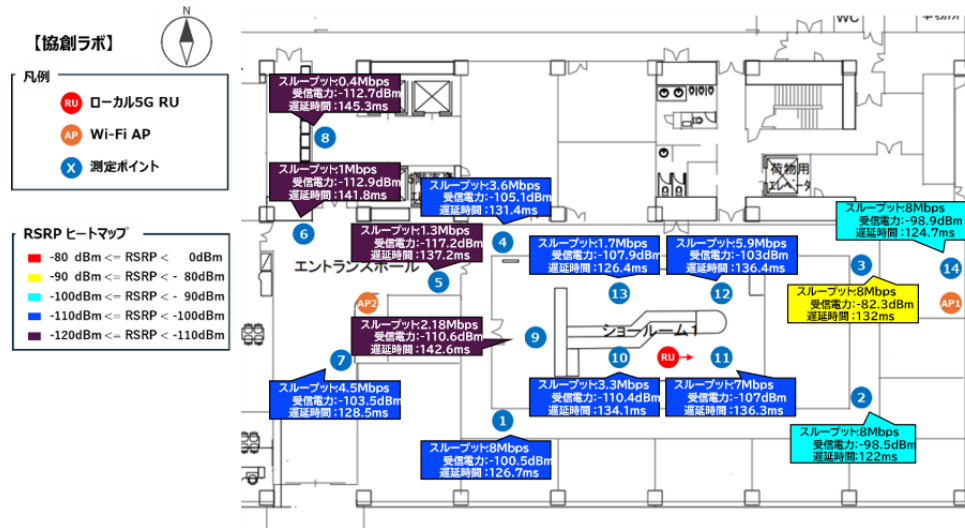 N
【協創ラボ】
凡例
RU ローカル5G RU
AP Wi-Fi AP
X 測定ポイント
RSRP ヒートマップ
-80 dBm <= RSRP < 0dBm
-90 dBm <= RSRP < - 80dBm
-100dBm <= RSRP < - 90dBm
-110dBm <= RSRP < -100dBm
-120dBm <= RSRP < -110dBm
WC
スループット:0.4Mbps
受信電力:-112.7dBm
遅延時間:145.3ms
8
スループット:1Mbps
受信電力:-112.9dBm
遅延時間:141.8ms
6
スループット:3.6Mbps
受信電力:-105.1dBm
遅延時間:131.4ms
4
荷物用
エレベータ
スループット:8Mbps
受信電力:-98.9dBm
遅延時間:124.7ms
14
スループット:1.3Mbps
受信電力:-117.2dBm
遅延時間:137.2ms
5
エントランスホール
スループット:1.7Mbps
受信電力:-107.9dBm
遅延時間:126.4ms
13
スループット:5.9Mbps
受信電力:-103dBm
遅延時間:136.4ms
12
3
スループット:8Mbps
受信電力:-82.3dBm
遅延時間:132ms
AP2
AP1
スループット:2.18Mbps
受信電力:-110.6dBm
遅延時間:142.6ms
9
ショールーム1
7
10
RU
11
スループット:4.5Mbps
受信電力:-103.5dBm
遅延時間:128.5ms
スループット:3.3Mbps
受信電力:-110.4dBm
遅延時間:134.1ms
スループット:7Mbps
受信電力:-107dBm
遅延時間:136.3ms
2
1
スループット:8Mbps
受信電力:-100.5dBm
遅延時間:126.7ms
スループット:8Mbps
受信電力:-98.5dBm
遅延時間:122ms